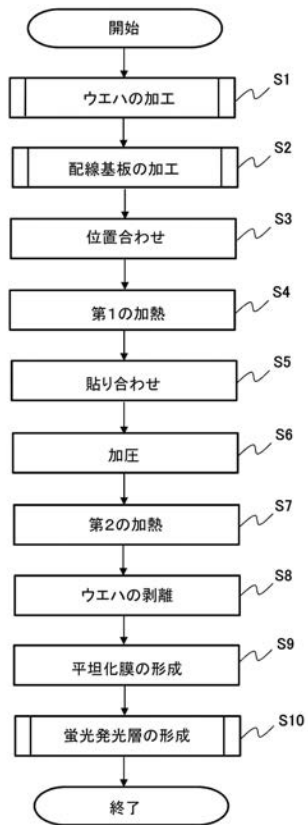 開始
S1
ウエハの加工
S2
配線基板の加工
S3
位置合わせ
S4
第1の加熱
S5
貼り合わせ
S6
加圧
S7
第2の加熱
S8
ウエハの剥離
S9
平坦化膜の形成
S10
蛍光発光層の形成
終了